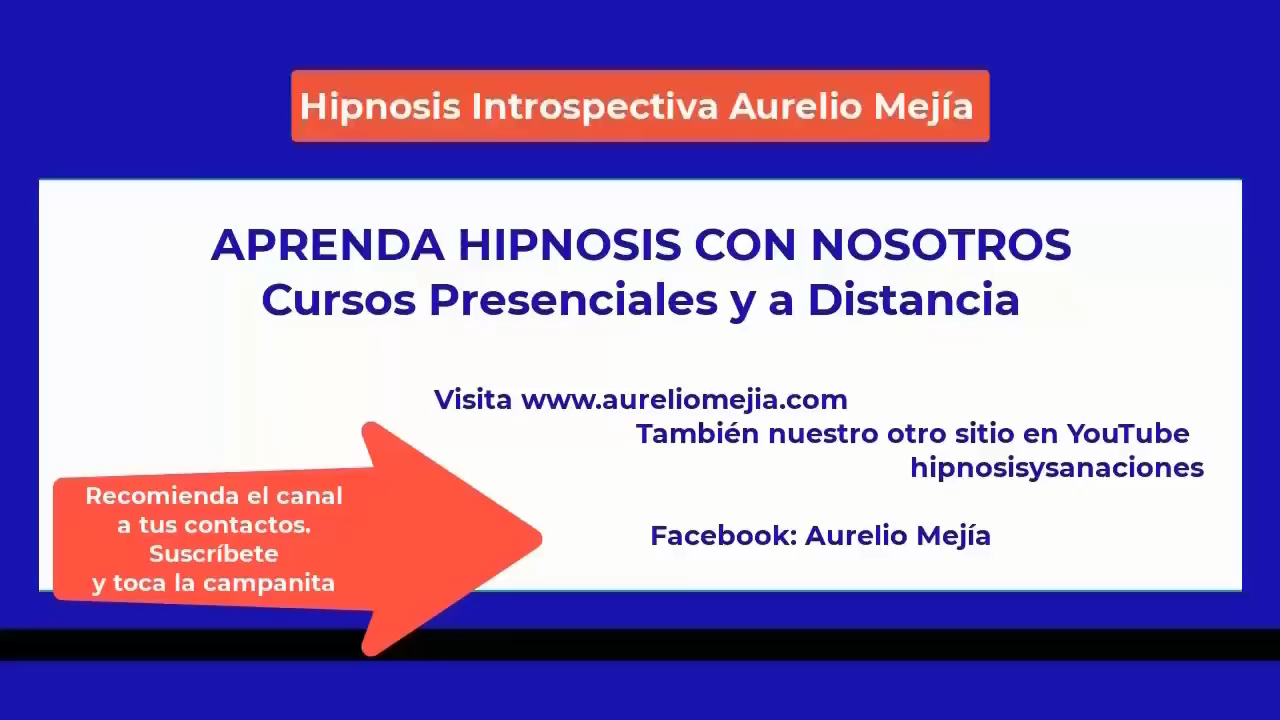 Hipnosis Introspectiva Aurelio Mejía
APRENDA HIPNOSIS CON NOSOTROS
Cursos Presenciales y a Distancia
Visita www.aureliomejia.com
También nuestro otro sitio en YouTube
hipnosisysanaciones
Facebook: Aurelio Mejía
Recomienda el canal
a tus contactos.
Suscríbete
y toca la campanita